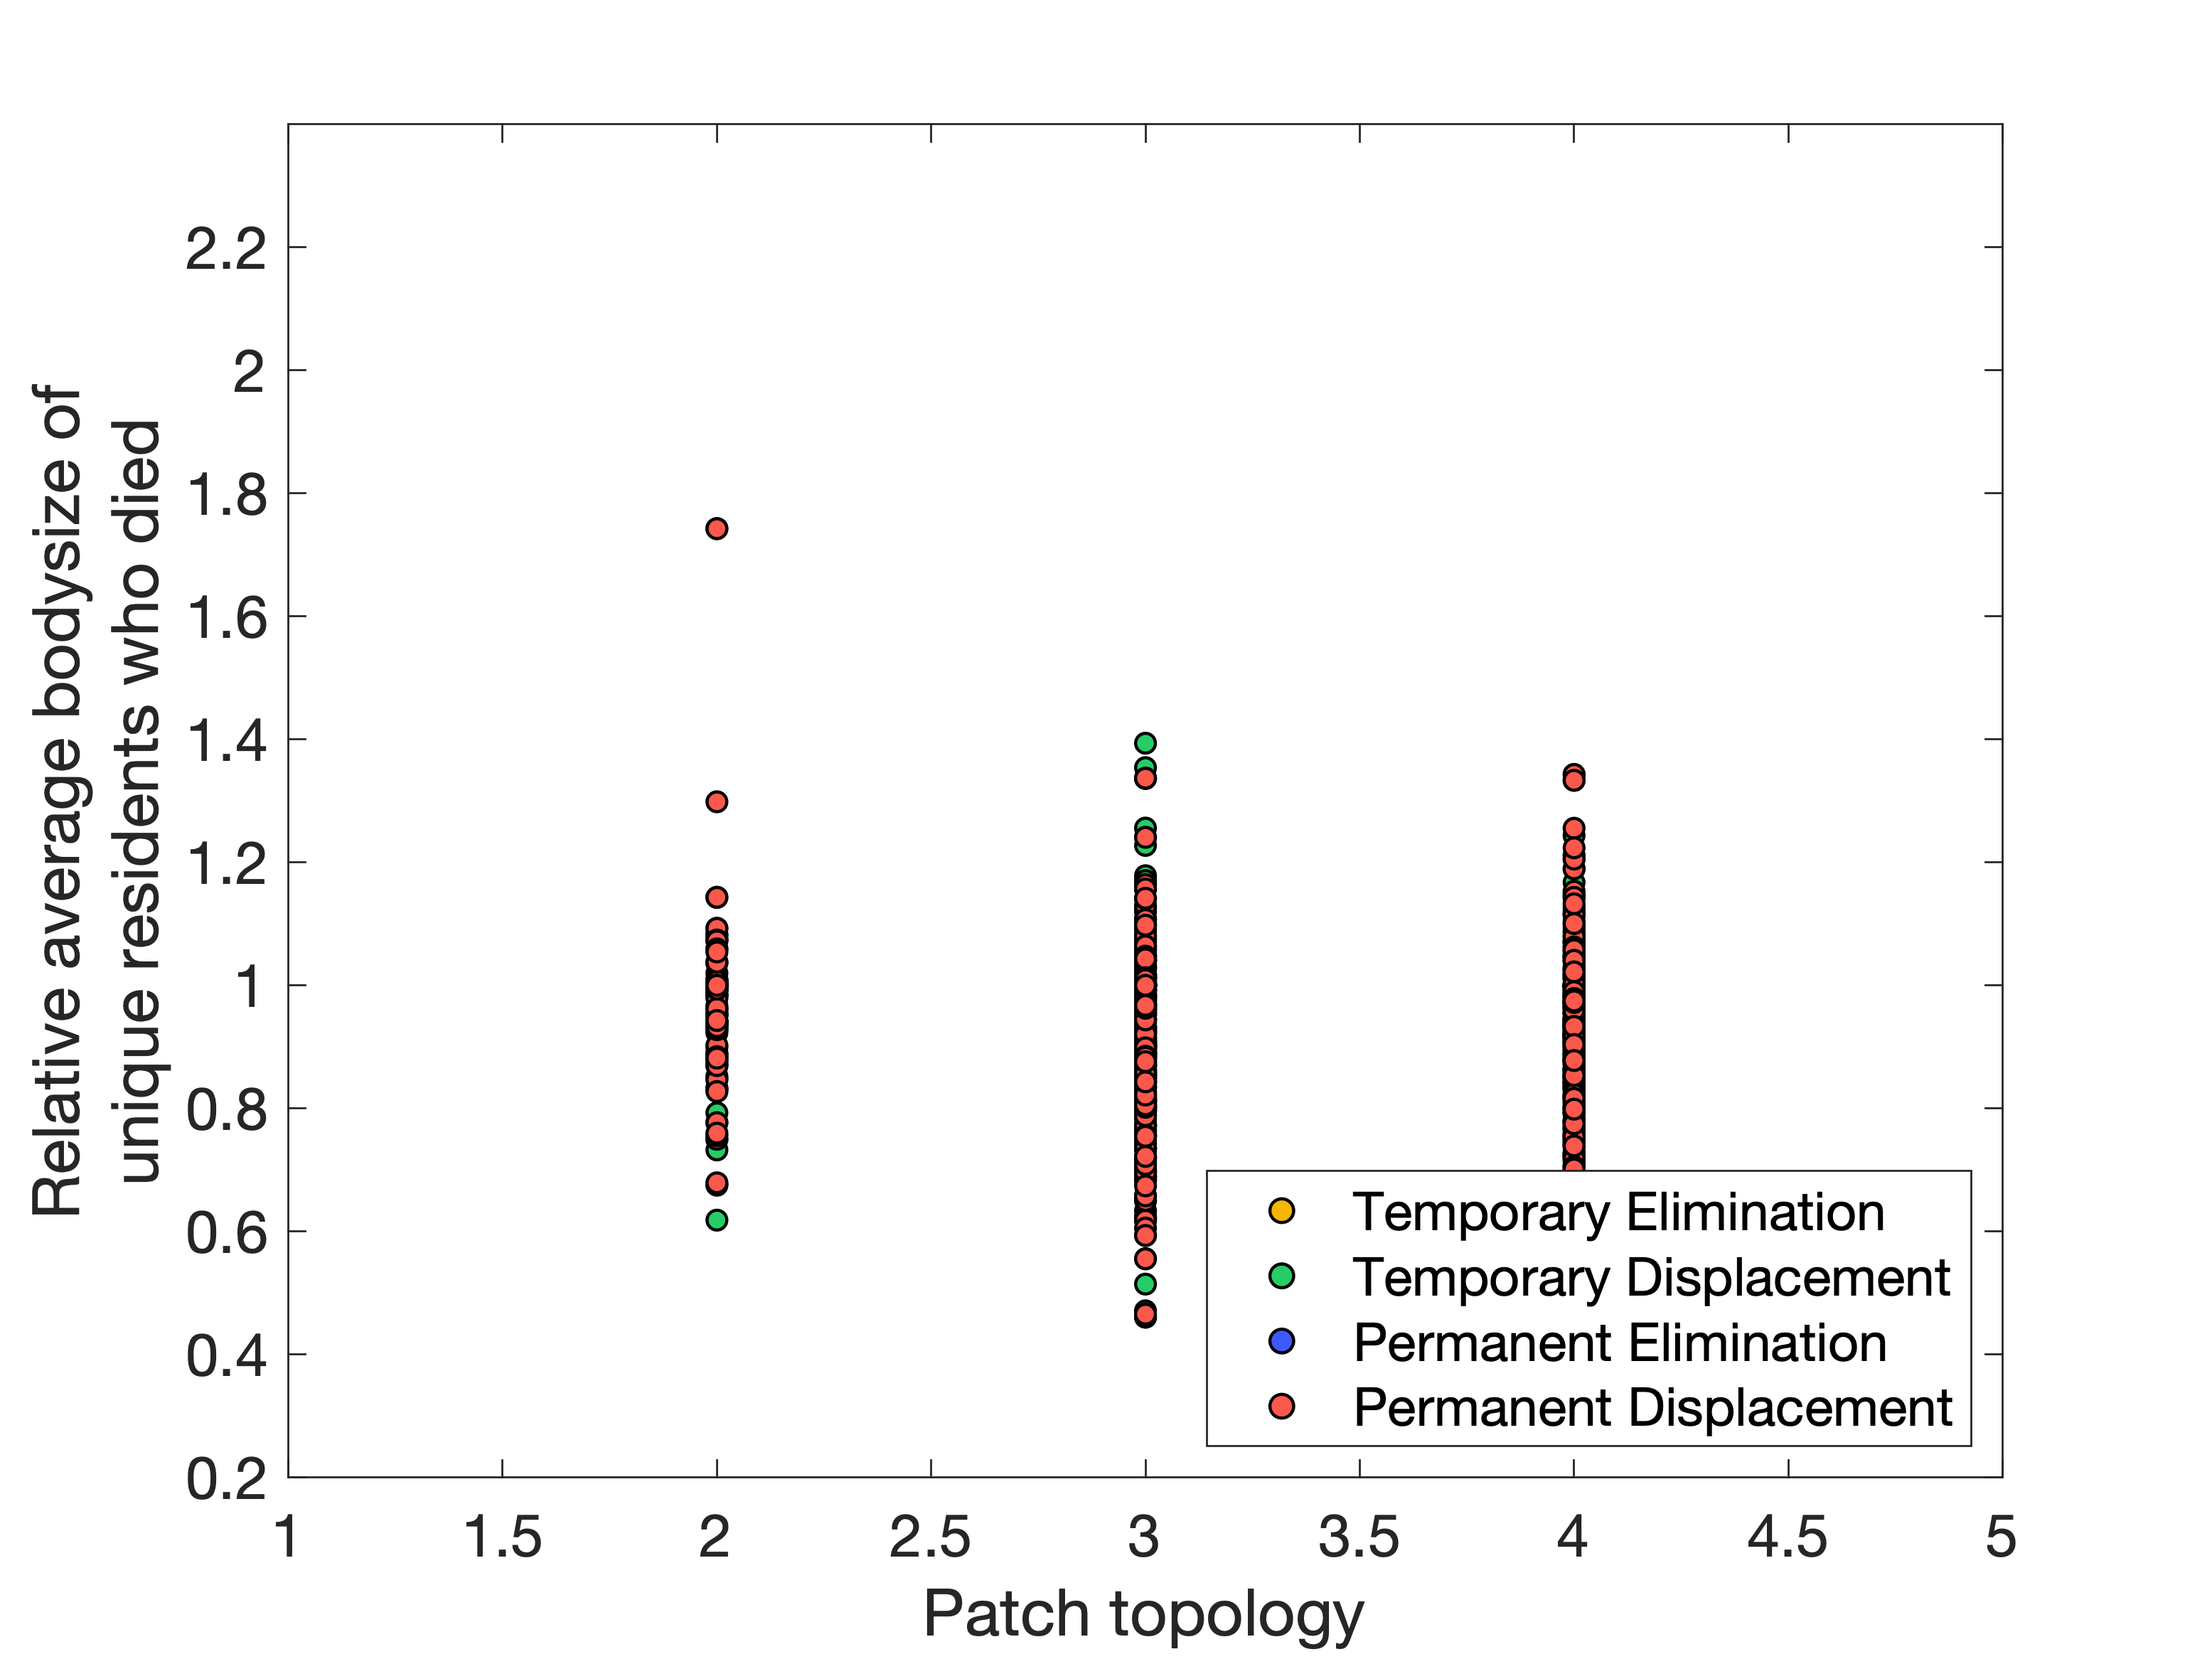 Relative average bodysize of
unique residents who died
2.2
2
1.8
1.6
1.4
1.2
1
0.8
0.6
0.4
0.2
1 1.5 2 2.5 3 3.5 4 4.5 5
Patch topology
Temporary Elimination
Temporary Displacement
Permanent Elimination
Permanent Displacement